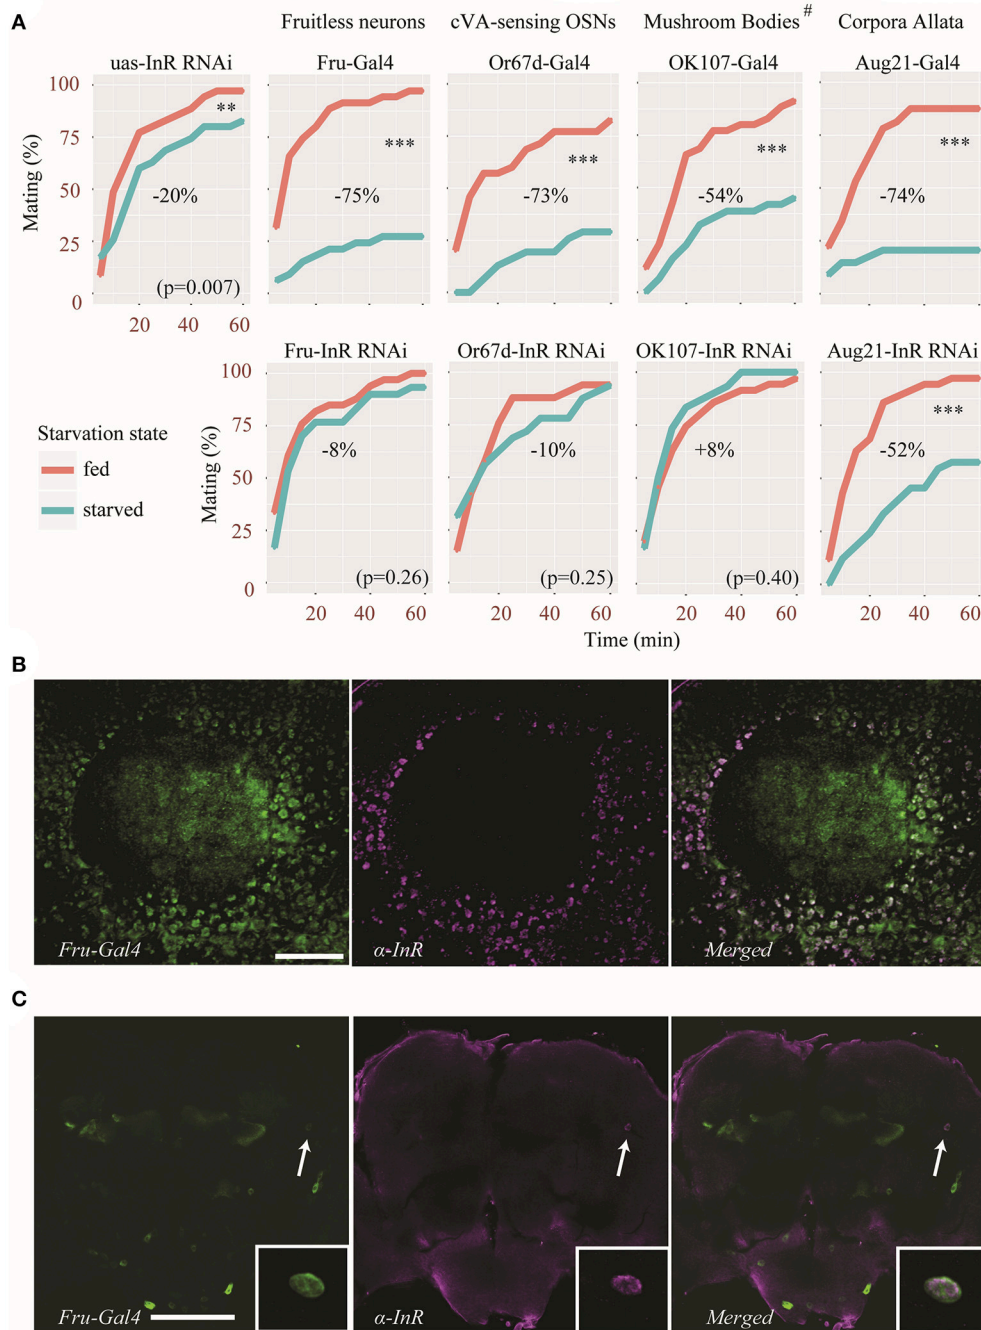 A
Fruitless neurons
cVA-sensing OSNs
Mushroom Bodies #
Corpora Allata
uas-InR RNAi
Fru-Gal4
Or67d-Gal4
OK107-Gal4
Aug21-Gal4
Mating (%)
100
75
50
25
0
**
-20%
(p=0.007)
***
-75%
***
-73%
***
-54%
***
-74%
20 40 60
Fru-InR RNAi
Or67d-InR RNAi
OK107-InR RNAi
Aug21-InR RNAi
Starvation state
fed
starved
Mating (%)
100
75
50
25
0
-8%
(p=0.26)
-10%
(p=0.25)
+8%
(p=0.40)
***
-52%
20 40 60
20 40 60
20 40 60
20 40 60
Time (min)
B
Fru-Gal4
α-InR
Merged
C
Fru-Gal4
α-InR
Merged